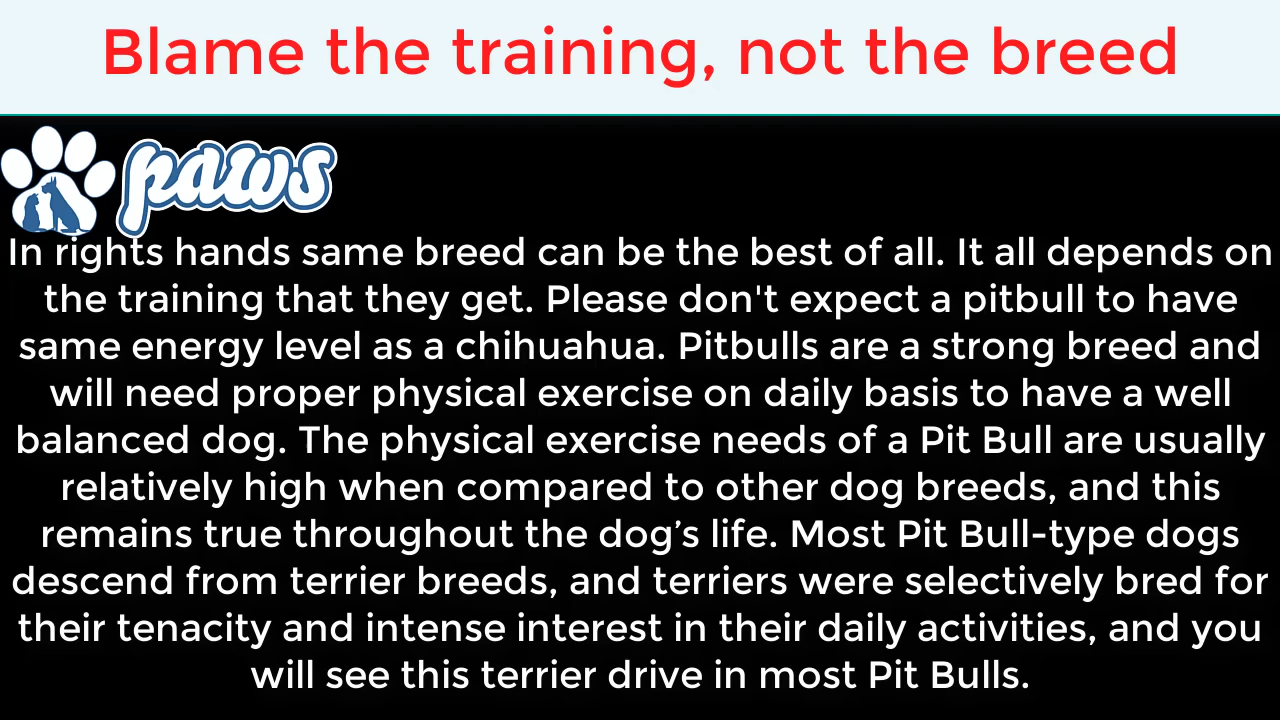 Blame the training, not the breed
paws
In rights hands same breed can be the best of all. It all depends on
the training that they get. Please don't expect a pitbull to have
same energy level as a chihuahua. Pitbulls are a strong breed and
will need proper physical exercise on daily basis to have a well
balanced dog. The physical exercise needs of a Pit Bull are usually
relatively high when compared to other dog breeds, and this
remains true throughout the dog’s life. Most Pit Bull-type dogs
descend from terrier breeds, and terriers were selectively bred for
their tenacity and intense interest in their daily activities, and you
will see this terrier drive in most Pit Bulls.